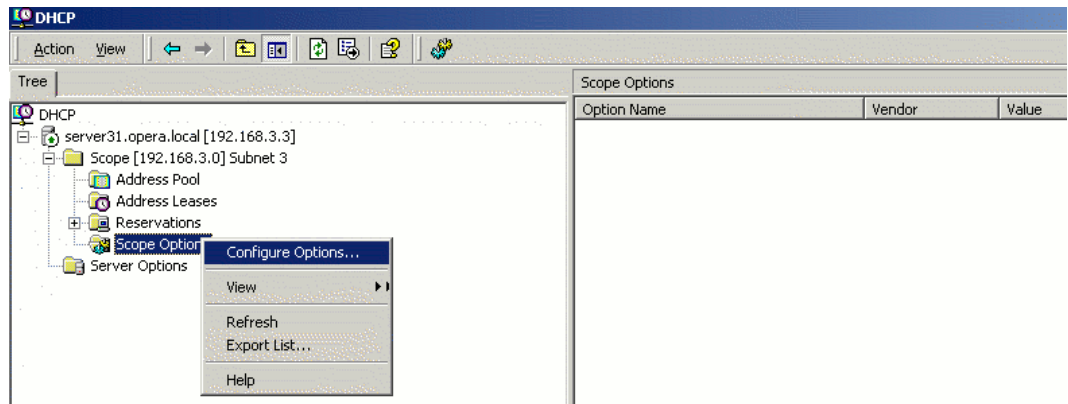 DHCP
Action View
Tree
Scope Options
Option Name Vendor Value
DHCP
server31.opera.local [192.168.3.3]
Scope [192.168.3.0] Subnet 3
Address Pool
Address Leases
Reservations
Scope Option
Server Options
Configure Options...
View
Refresh
Export List...
Help